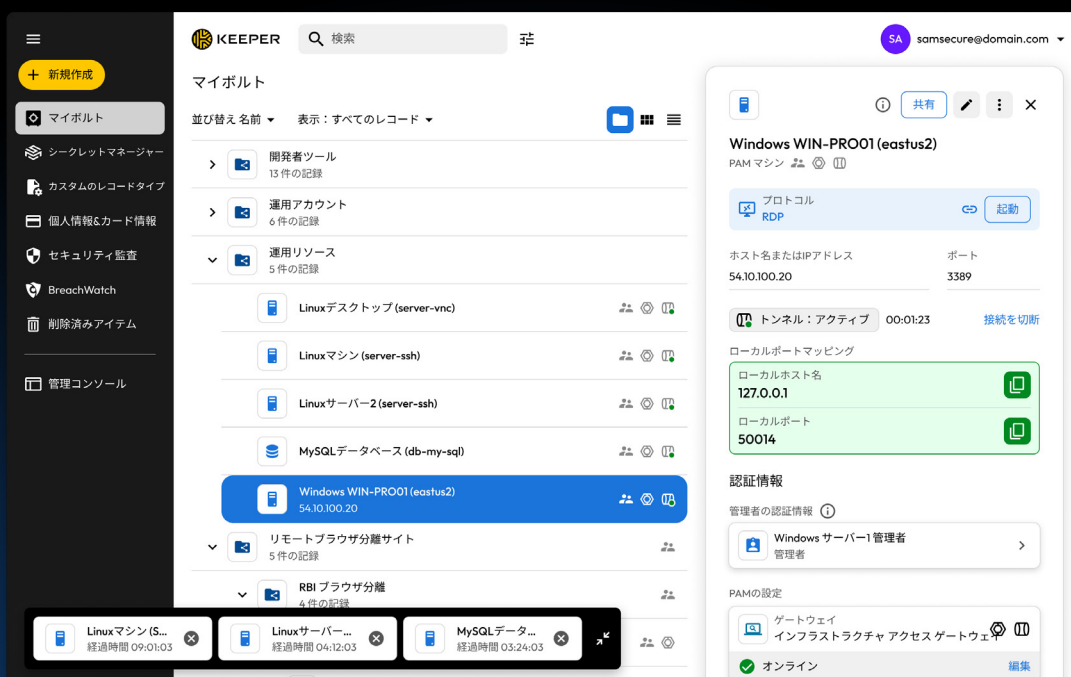 KEEPER
検索
SA
samsecure@domain.com
新規作成
マイボルト
シークレットマネージャー
カスタムのレコードタイプ
個人情報&カード情報
セキュリティ監査
BreachWatch
削除済みアイテム
管理コンソール
マイボルト
並び替え 名前
表示：すべてのレコード
開発者ツール
13 件の記録
運用アカウント
6 件の記録
運用リソース
5 件の記録
Linuxデスクトップ (server-vnc)
Linuxマシン (server-ssh)
Linuxサーバー2 (server-ssh)
MySQLデータベース (db-my-sql)
Windows WIN-PRO01 (eastus2)
54.10.100.20
リモートブラウザ分離サイト
5 件の記録
RBI ブラウザ分離
4 件の記録
Linuxマシン (S...
経過時間 09:01:03
Linuxサーバー...
経過時間 04:12:03
MySQLデータ...
経過時間 03:24:03
共有
Windows WIN-PRO01 (eastus2)
PAM マシン
プロトコル
RDP
起動
ホスト名またはIPアドレス
ポート
54.10.100.20
3389
トンネル：アクティブ
00:01:23
接続を切断
ローカルポートマッピング
ローカルホスト名
127.0.0.1
ローカルポート
50014
認証情報
管理者の認証情報
Windows サーバー1 管理者
管理者
PAMの設定
ゲートウェイ
インフラストラクチャ アクセス ゲートウェ
オンライン
編集